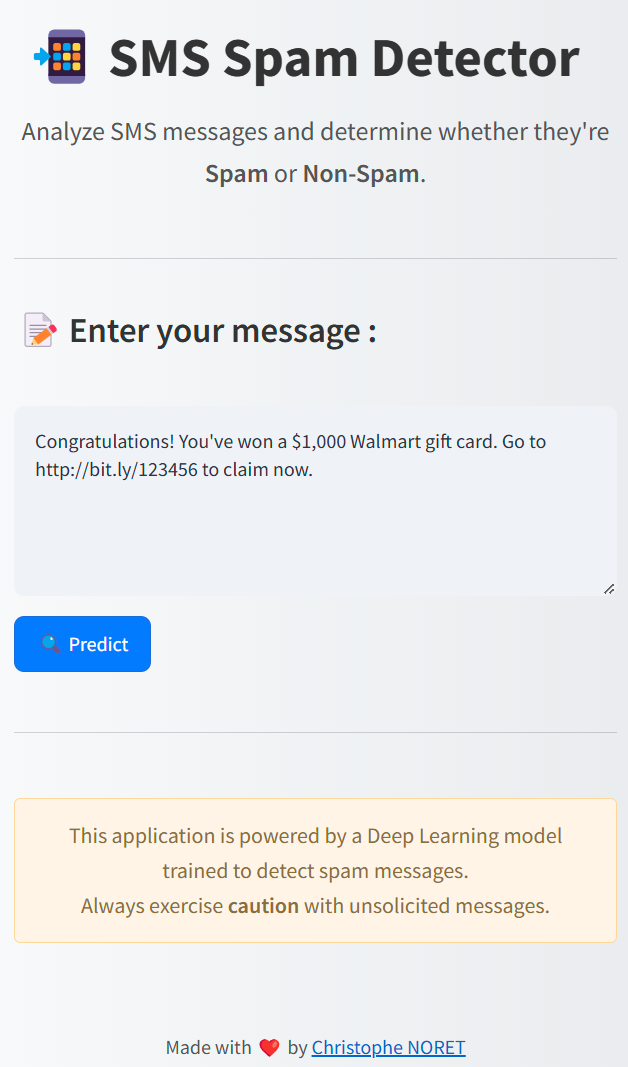 SMS Spam Detector
Analyze SMS messages and determine whether they're
Spam or Non-Spam.
Enter your message :
Congratulations! You've won a $1,000 Walmart gift card. Go to
http://bit.ly/123456 to claim now.
Predict
This application is powered by a Deep Learning model
trained to detect spam messages.
Always exercise caution with unsolicited messages.
Made with ❤️ by Christophe NORET